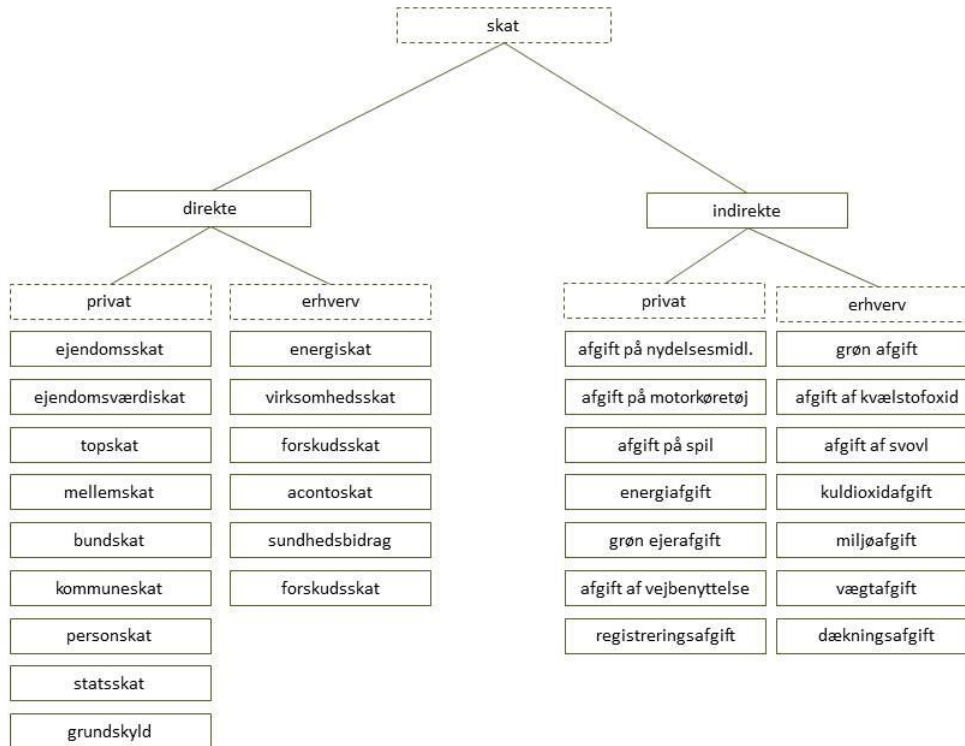 skat
direkte
indirekte
privat
erhverv
privat
erhverv
ejendomsskat
energiskat
afgift på nydelsesmidl.
grøn afgift
ejendomsværdiskat
virksomhedsskat
afgift på motorkøretøj
afgift af kvælstofoxid
topskat
forskudsskat
afgift på spil
afgift af svovl
mellemskat
acontoskat
energiafgift
kuldioxidafgift
bundskat
sundhedsbidrag
grøn ejerafgift
miljøafgift
kommuneskat
forskudsskat
afgift af vejbenyttelse
vægtafgift
personskat
registreringsafgift
dækningsafgift
statsskat
grundskyld